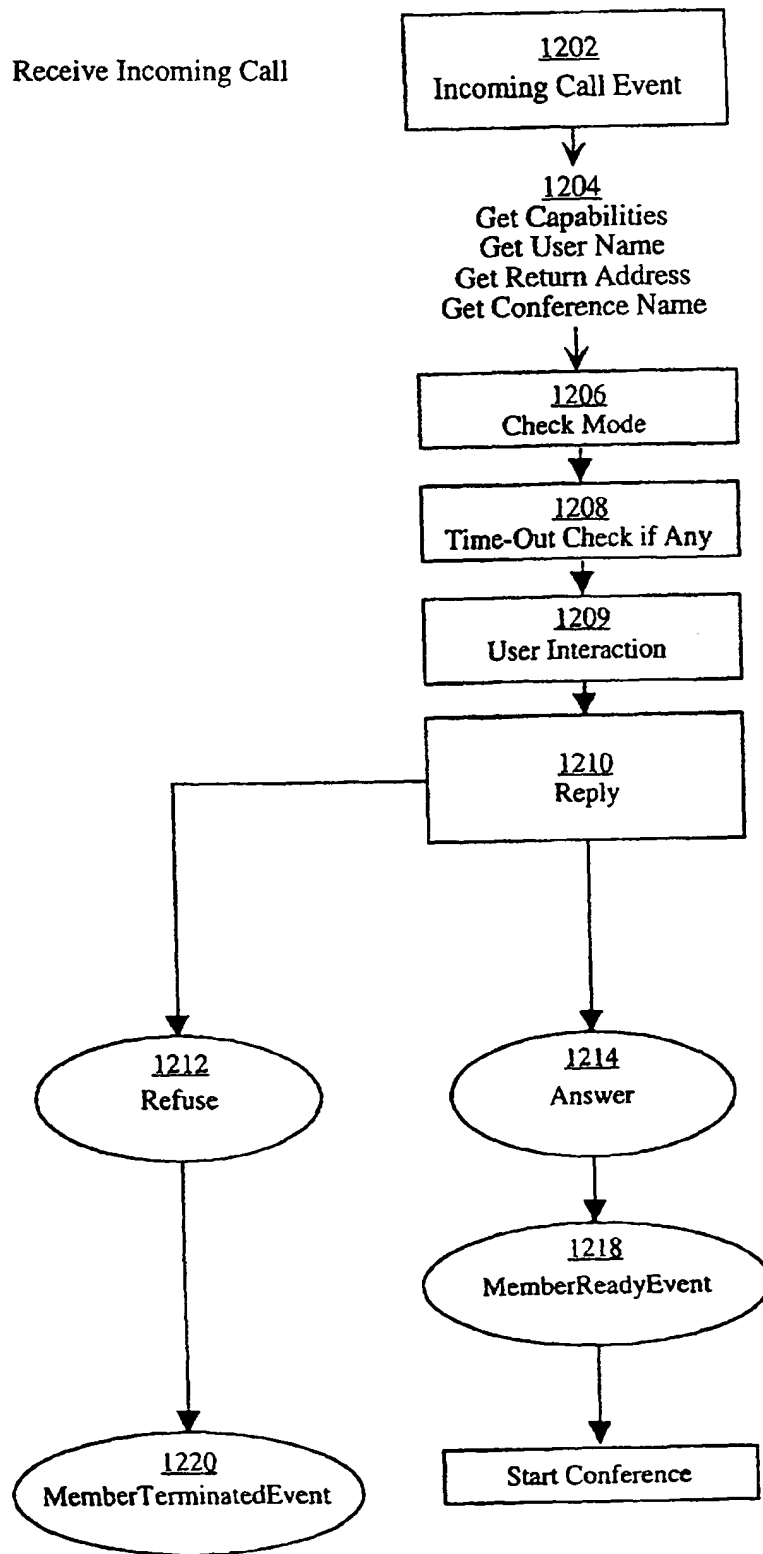 Receive Incoming Call
1202
Incoming Call Event
1204
Get Capabilities
Get User Name
Get Return Address
Get Conference Name
1206
Check Mode
1208
Time-Out Check if Any
1209
User Interaction
1210
Reply
1212
Refuse
1214
Answer
1218
MemberReadyEvent
1220
MemberTerminatedEvent
Start Conference